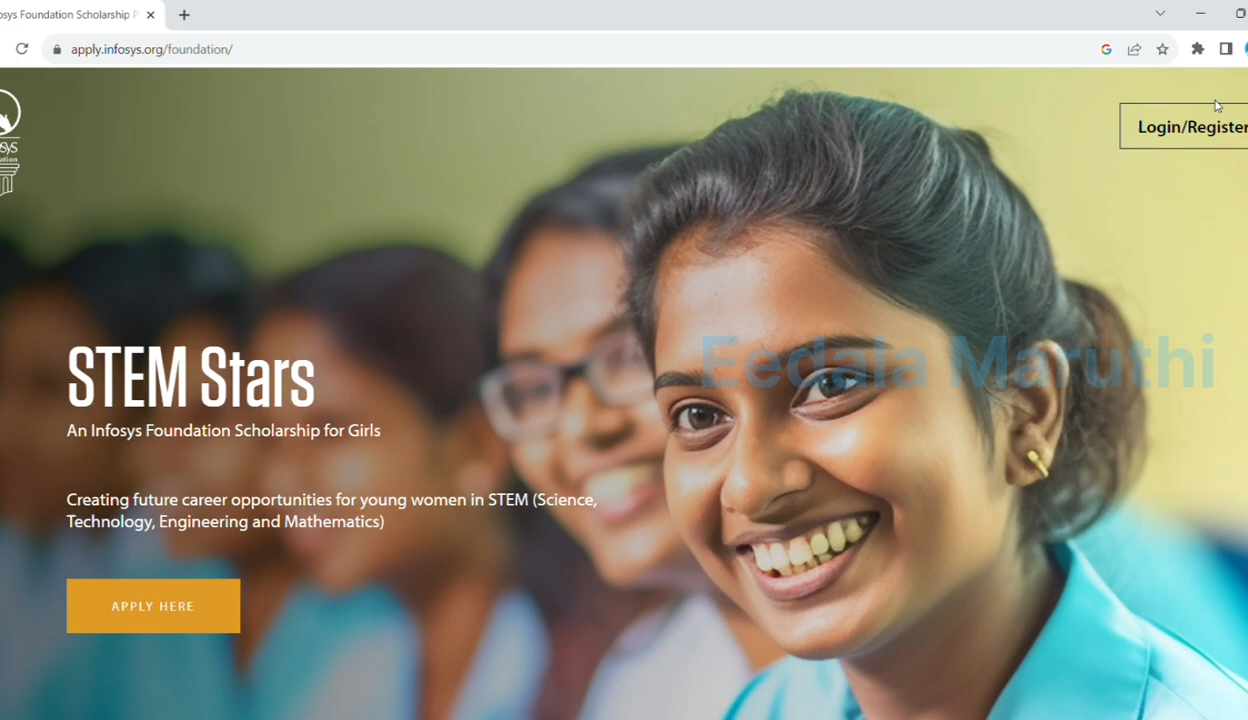 osys Foundation Scholarship P
apply.infosys.org/foundation/
Login/Register
STEM Stars
Eedala Maruthi
An Infosys Foundation Scholarship for Girls
Creating future career opportunities for young women in STEM (Science,
Technology, Engineering and Mathematics)
APPLY HERE